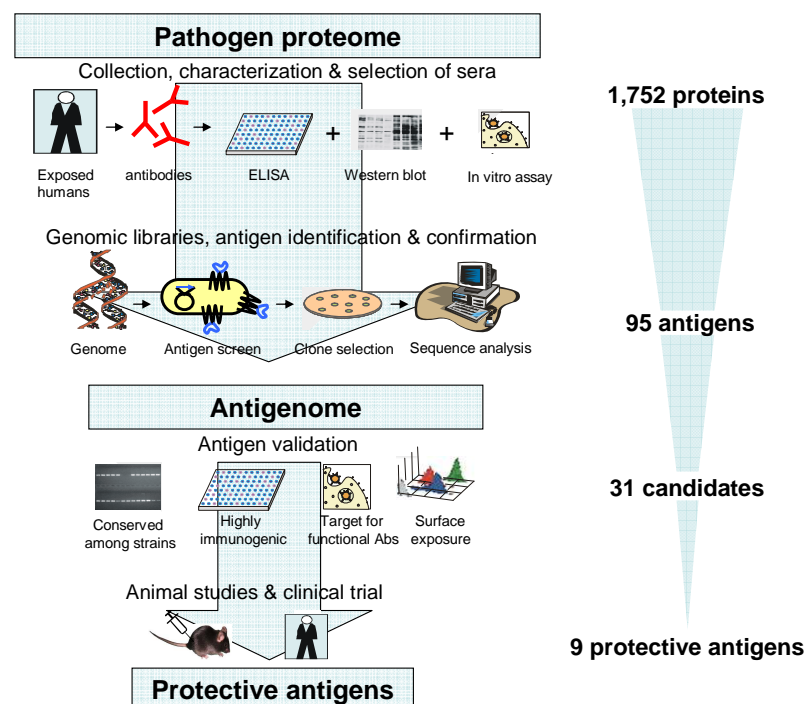 Pathogen proteome
Collection, characterization & selection of sera
1,752 proteins
+
+
Exposed
humans
antibodies
ELISA
Western blot
In vitro assay
Genomic libraries, antigen identification & confirmation
95 antigens
Genome
Antigen screen
Clone selection
Sequence analysis
Antigenome
Antigen validation
31 candidates
Conserved
among strains
Highly
immunogenic
Target for
functional Abs
Surface
exposure
Animal studies & clinical trial
9 protective antigens
Protective antigens